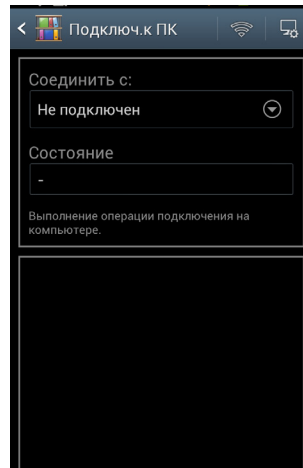 Подключ.к ПК
Соединить с:
Не подключен
Состояние
-
Выполнение операции подключения на
компьютере.